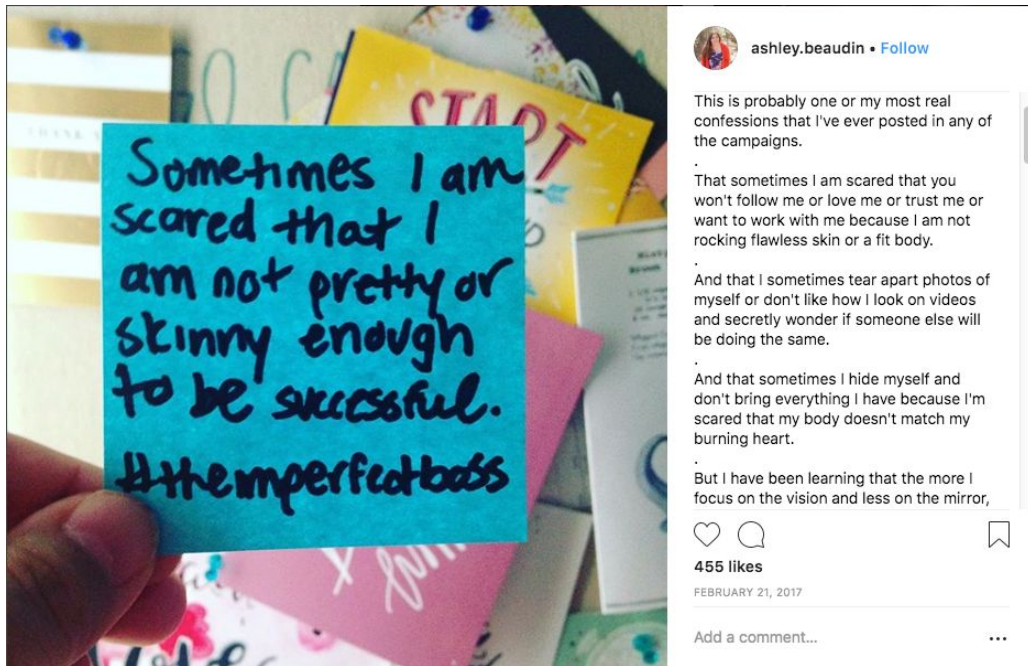 THANK
START
Sometimes I am
scared that I
am not pretty or
skinny enough
to be successful.
#theimperfectboss
ashley.beaudin • Follow
This is probably one or my most real
confessions that I've ever posted in any of
the campaigns.
.
That sometimes I am scared that you
won't follow me or love me or trust me or
want to work with me because I am not
rocking flawless skin or a fit body.
.
And that I sometimes tear apart photos of
myself or don't like how I look on videos
and secretly wonder if someone else will
be doing the same.
.
And that sometimes I hide myself and
don't bring everything I have because I'm
scared that my body doesn't match my
burning heart.
.
But I have been learning that the more I
focus on the vision and less on the mirror,
455 likes
FEBRUARY 21, 2017
Add a comment...